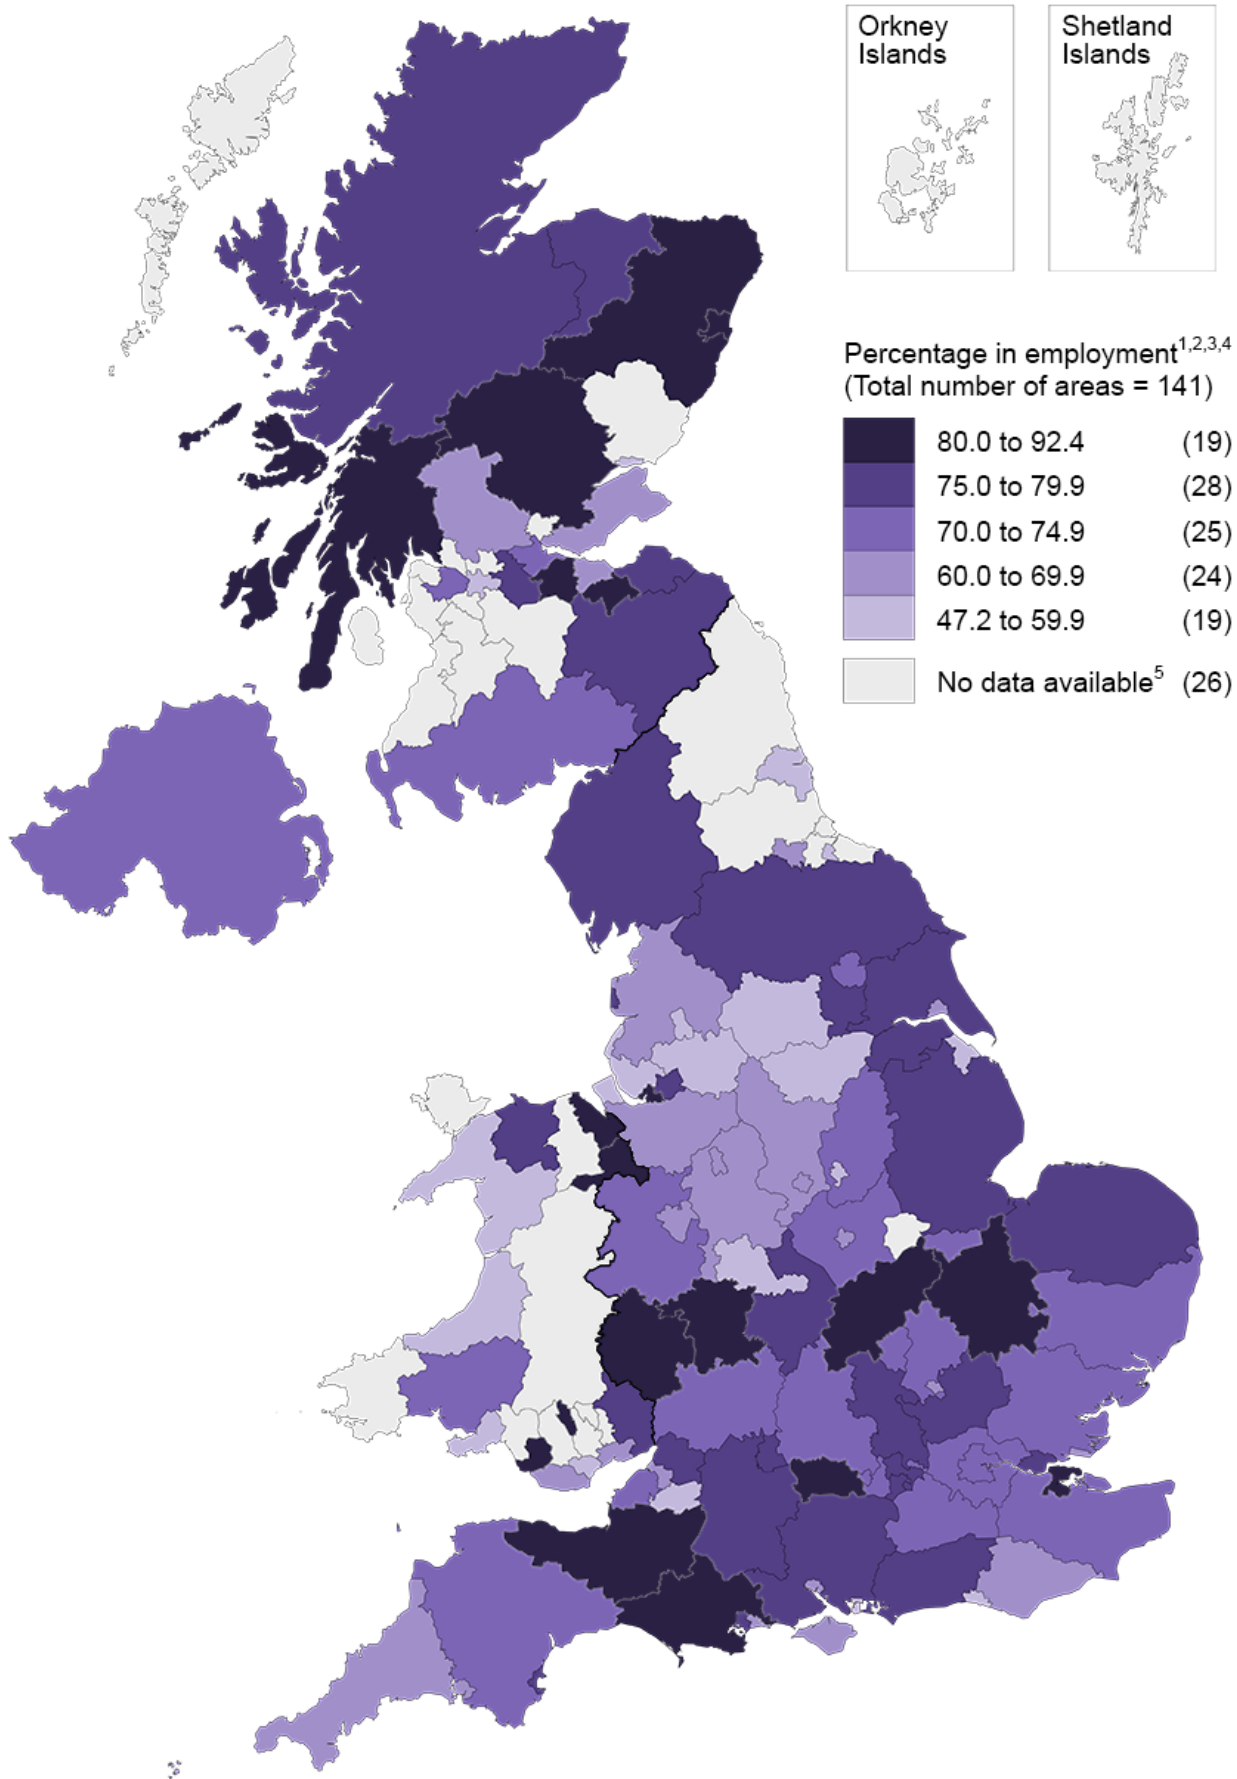 Orkney
Islands
Shetland
Islands
Percentage in employment1,2,3,4
(Total number of areas = 141)
80.0 to 92.4 (19)
75.0 to 79.9 (28)
70.0 to 74.9 (25)
60.0 to 69.9 (24)
47.2 to 59.9 (19)
No data available5 (26)